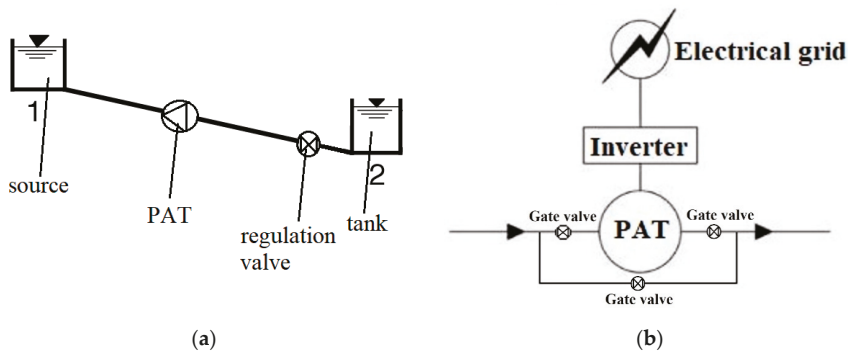 1
source
PAT
regulation
valve
2
tank
(a)
Electrical grid
Inverter
Gate valve
PAT
Gate valve
Gate valve
(b)